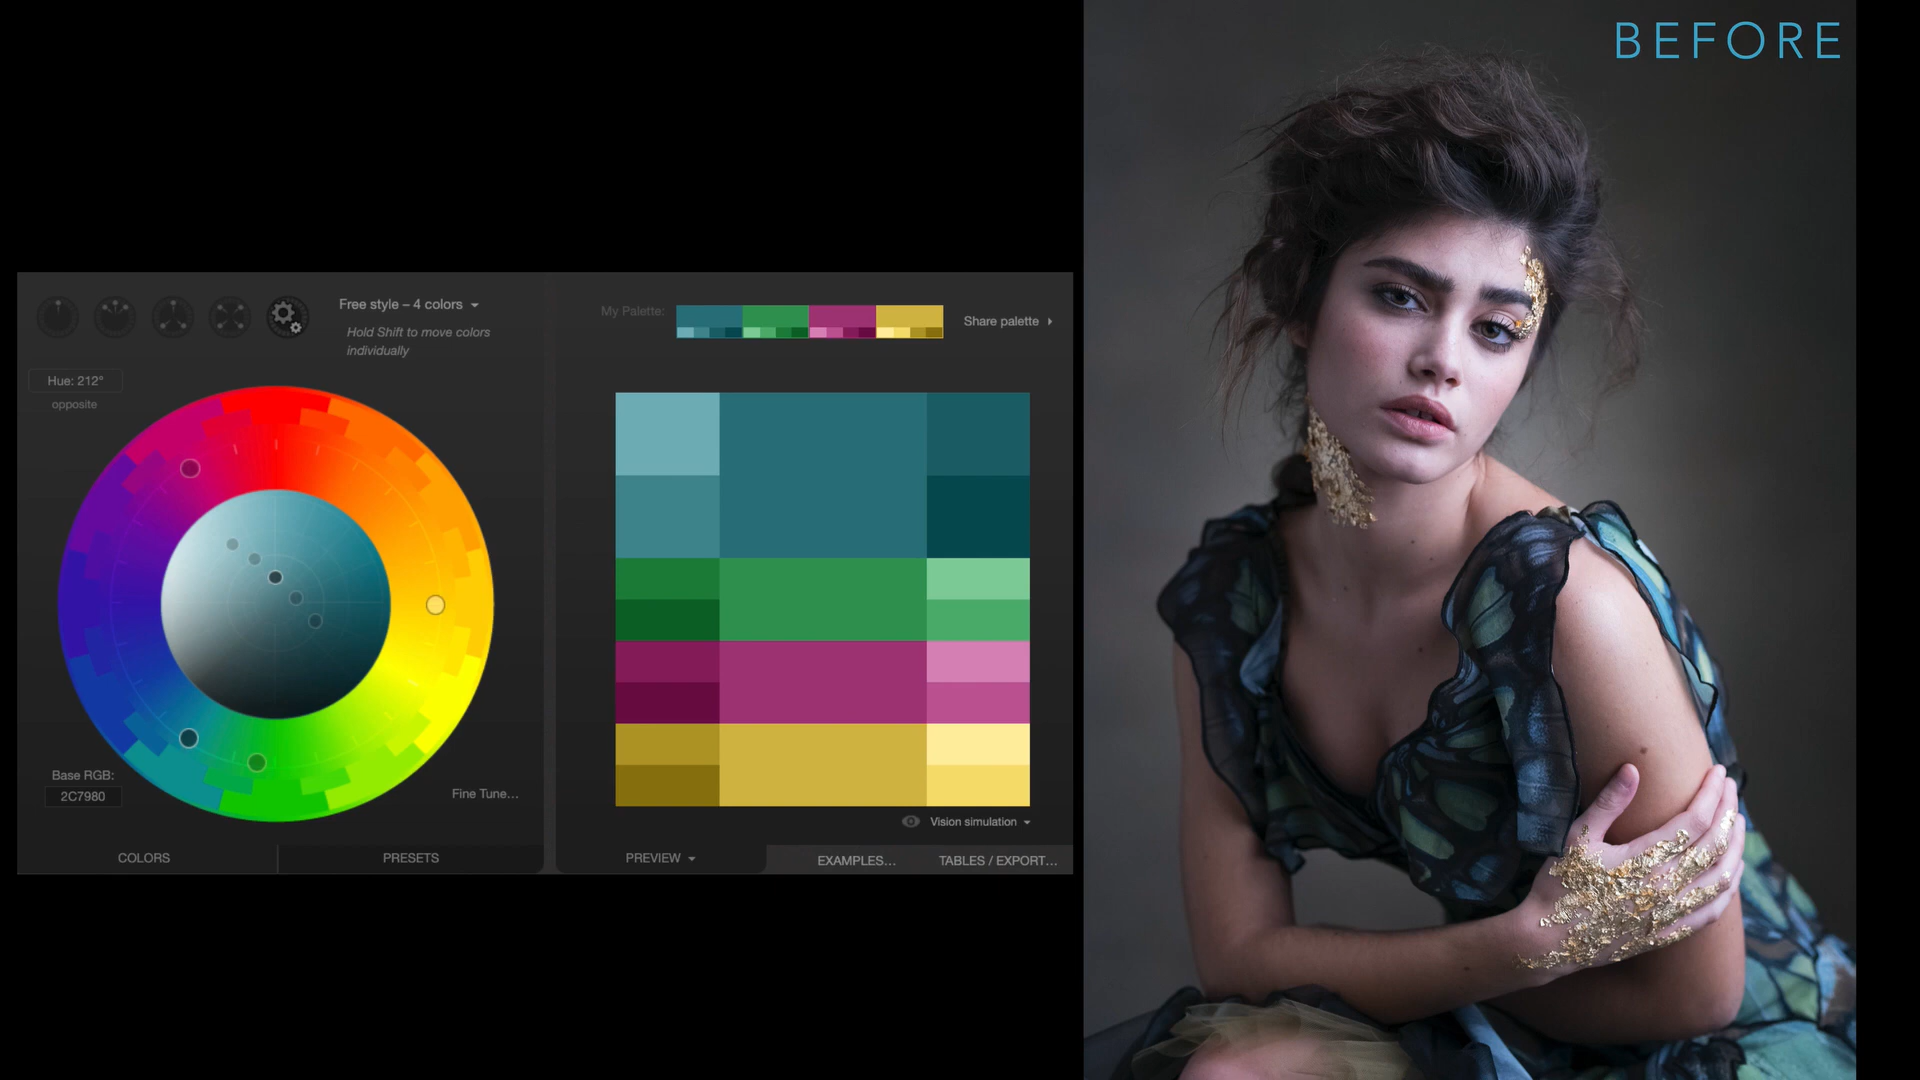 BEFORE
Free style – 4 colors
Hold Shift to move colors
individually
Hue: 212°
opposite
Base RGB:
2C7980
Fine Tune...
COLORS
PRESETS
My Palette:
Share palette
Vision simulation
PREVIEW
EXAMPLES...
TABLES / EXPORT...